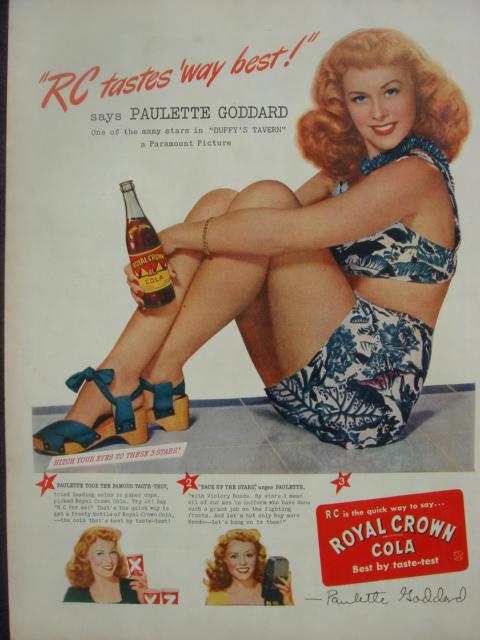 "RC tastes 'way best!"
says PAULETTE GODDARD
One of the many stars in "DUFFY'S TAVERN"
a Paramount Picture
ROYAL CROWN
RC
COLA
HITCH YOUR EYES TO THESE 3 STARS!
1 PAULETTE TOOK THE FAMOUS TASTE-TEST,
tried leading colas in paper cups,
picked Royal Crown Cola. Try it! Say
"RC for me!" That's the quick way to
get a frosty bottle of Royal Crown Cola,
—the cola that's best by taste-test!
X
X Z
2 "BACK UP THE STARS," urges PAULETTE,
"with Victory Bonds. By stars I mean
all of our men in uniform who have done
such a grand job on the fighting
fronts. And let's not only buy more
Bonds—let's hang on to them!"
3
RC is the quick way to say...
ROYAL CROWN
COLA
Best by taste-test
—Paulette Goddard